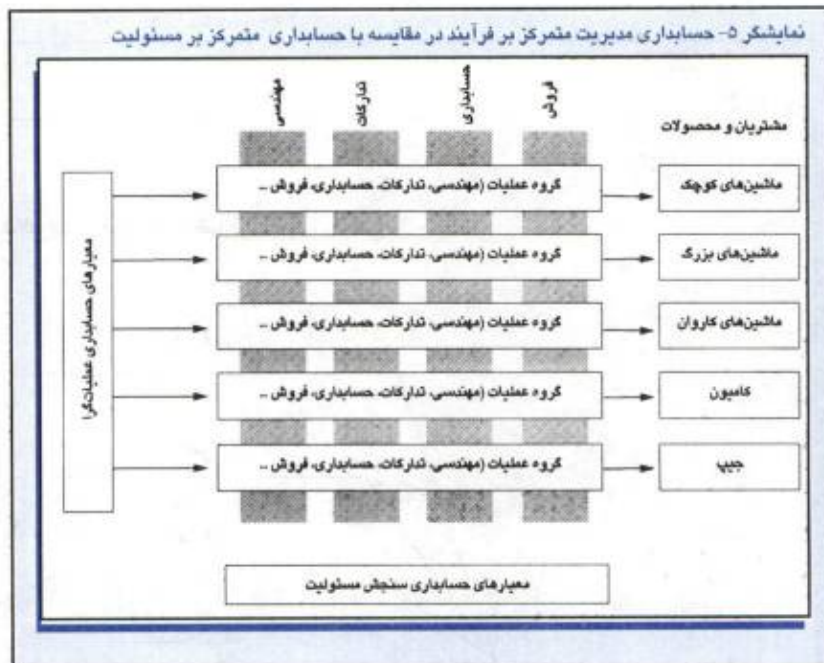 نمایشگر ۵- حسابداری مدیریت متمرکز بر فرآیند در مقایسه با حسابداری متمرکز بر مسئولیت
مشتریان و محصولات
فروش
حسابداری
تدارکات
مهندسی
ماشین‌های کوچک
گروه عملیات (مهندسی، تدارکات، حسابداری، فروش ...
ماشین‌های بزرگ
گروه عملیات (مهندسی، تدارکات، حسابداری، فروش ...
ماشین‌های کاروان
گروه عملیات (مهندسی، تدارکات، حسابداری، فروش ...
کامیون
گروه عملیات (مهندسی، تدارکات، حسابداری، فروش ...
جیپ
گروه عملیات (مهندسی، تدارکات، حسابداری، فروش ...
معیارهای حسابداری عملیات‌گرا
معیارهای حسابداری سنجش مسئولیت